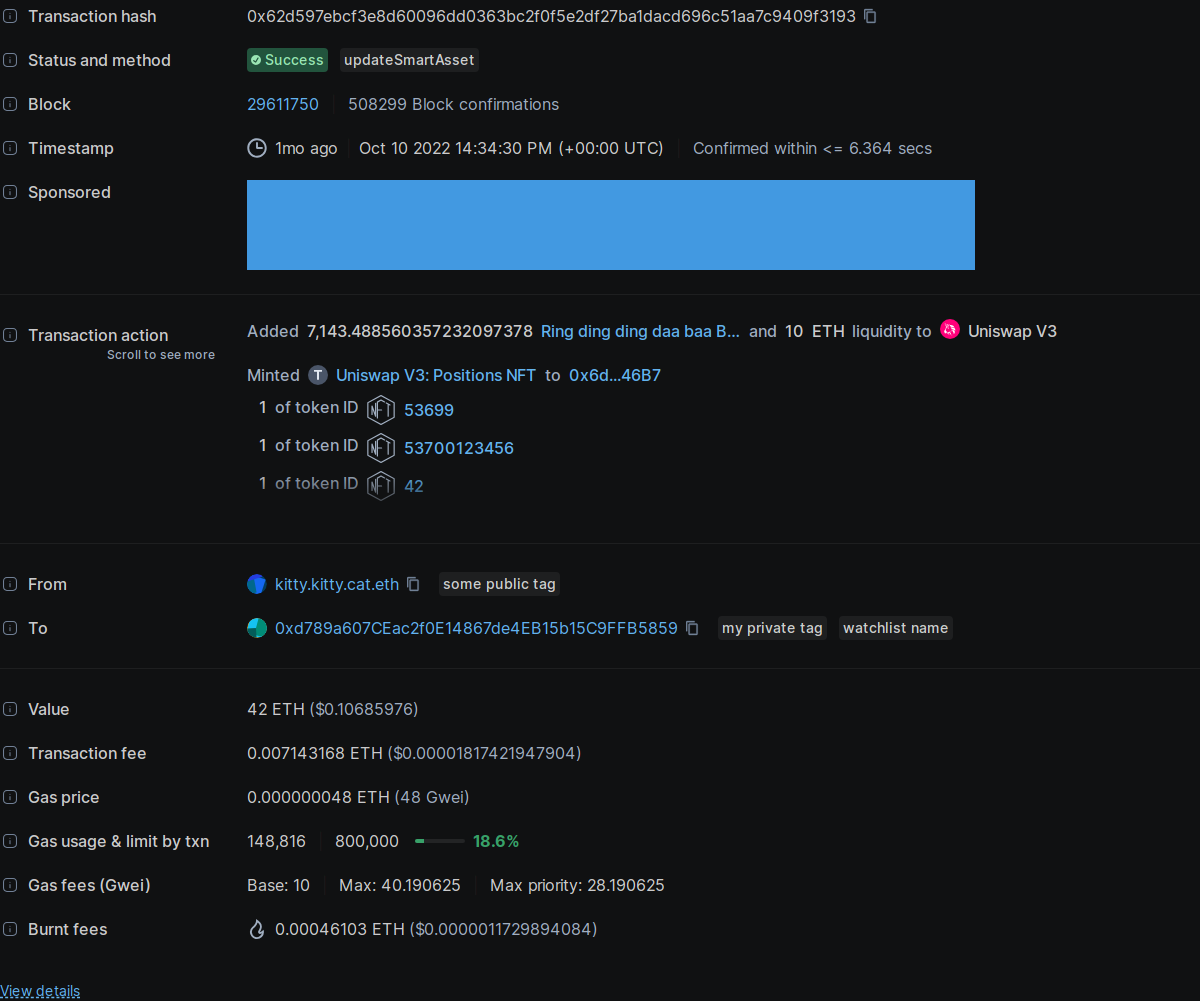 Transaction hash 0x62d597ebcf3e8d60096dd0363bc2f0f5e2df27ba1dacd696c51aa7c9409f3193
Status and method Success updateSmartAsset
Block 29611750 508299 Block confirmations
Timestamp 1mo ago Oct 10 2022 14:34:30 PM (+00:00 UTC) Confirmed within <= 6.364 secs
Sponsored
Transaction action Added 7,143.488560357232097378 Ring ding ding daa baa B... and 10 ETH liquidity to Uniswap V3
Scroll to see more
Minted T Uniswap V3: Positions NFT to 0x6d...46B7
1 of token ID NFT 53699
1 of token ID NFT 53700123456
1 of token ID NFT 42
From kitty.kitty.cat.eth some public tag
To 0xd789a607CEac2f0E14867de4EB15b15C9FFB5859 my private tag watchlist name
Value 42 ETH ($0.10685976)
Transaction fee 0.007143168 ETH ($0.00001817421947904)
Gas price 0.000000048 ETH (48 Gwei)
Gas usage & limit by txn 148,816 800,000 18.6%
Gas fees (Gwei) Base: 10 Max: 40.190625 Max priority: 28.190625
Burnt fees 0.00046103 ETH ($0.0000011729894084)
View details